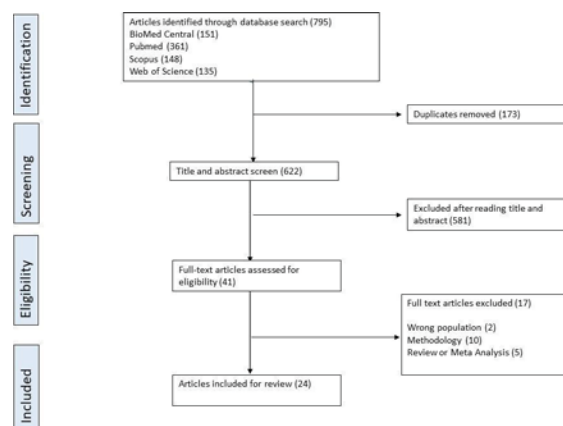 Identification
Articles identified through database search (795)
BioMed Central (151)
Pubmed (361)
Scopus (148)
Web of Science (135)
Duplicates removed (173)
Screening
Title and abstract screen (622)
Excluded after reading title and
abstract (581)
Eligibility
Full-text articles assessed for
eligibility (41)
Full text articles excluded (17)
Wrong population (2)
Methodology (10)
Review or Meta Analysis (5)
Included
Articles included for review (24)